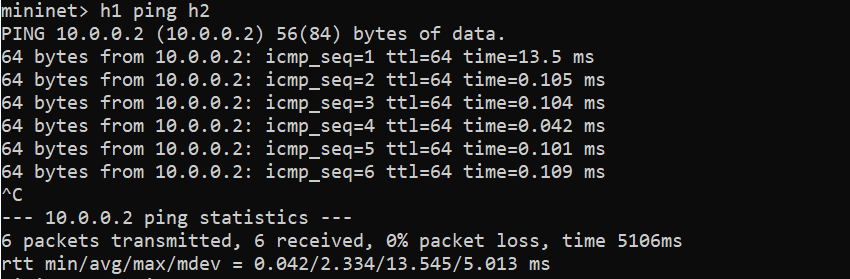 mininet> h1 ping h2
PING 10.0.0.2 (10.0.0.2) 56(84) bytes of data.
64 bytes from 10.0.0.2: icmp_seq=1 ttl=64 time=13.5 ms
64 bytes from 10.0.0.2: icmp_seq=2 ttl=64 time=0.105 ms
64 bytes from 10.0.0.2: icmp_seq=3 ttl=64 time=0.104 ms
64 bytes from 10.0.0.2: icmp_seq=4 ttl=64 time=0.042 ms
64 bytes from 10.0.0.2: icmp_seq=5 ttl=64 time=0.101 ms
64 bytes from 10.0.0.2: icmp_seq=6 ttl=64 time=0.109 ms
^C
--- 10.0.0.2 ping statistics ---
6 packets transmitted, 6 received, 0% packet loss, time 5106ms
rtt min/avg/max/mdev = 0.042/2.334/13.545/5.013 ms